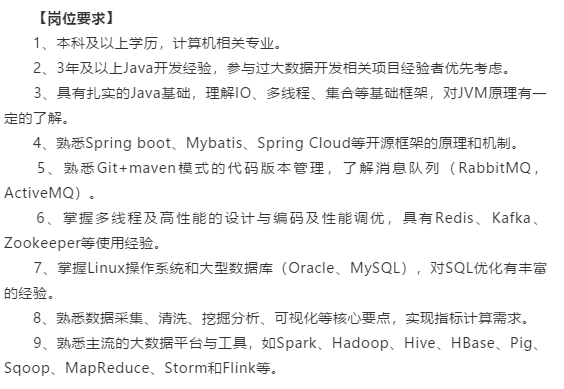 【岗位要求】
1、本科及以上学历，计算机相关专业。
2、3年及以上Java开发经验，参与过大数据开发相关项目经验者优先考虑。
3、具有扎实的Java基础，理解IO、多线程、集合等基础框架，对JVM原理有一
定的了解。
4、熟悉Spring boot、Mybatis、Spring Cloud等开源框架的原理和机制。
5、熟悉Git+maven模式的代码版本管理，了解消息队列（RabbitMQ，
ActiveMQ）。
6、掌握多线程及高性能的设计与编码及性能调优，具有Redis、Kafka、
Zookeeper等使用经验。
7、掌握Linux操作系统和大型数据库（Oracle、MySQL），对SQL优化有丰富
的经验。
8、熟悉数据采集、清洗、挖掘分析、可视化等核心要点，实现指标计算需求。
9、熟悉主流的大数据平台与工具，如Spark、Hadoop、Hive、HBase、Pig、
Sqoop、MapReduce、Storm和Flink等。